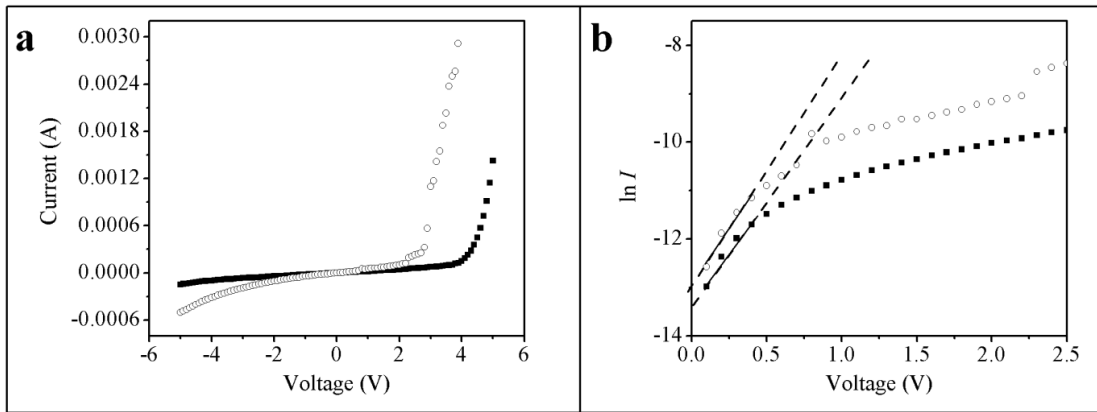 a
0.0030
0.0024
0.0018
0.0012
0.0006
0.0000
-0.0006
Current (A)
-6 -4 -2 0 2 4 6
Voltage (V)
b
-8
-10
-12
-14
ln I
0.0 0.5 1.0 1.5 2.0 2.5
Voltage (V)